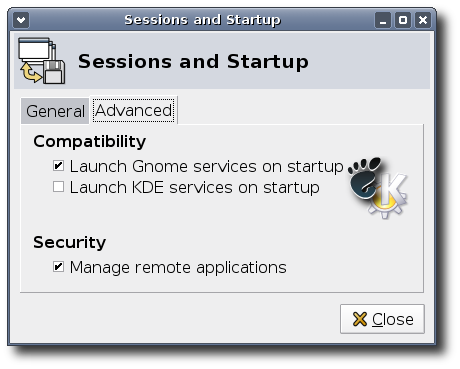 Sessions and Startup
Sessions and Startup
General
Advanced
Compatibility
Launch Gnome services on startup
Launch KDE services on startup
K
Security
Manage remote applications
Close